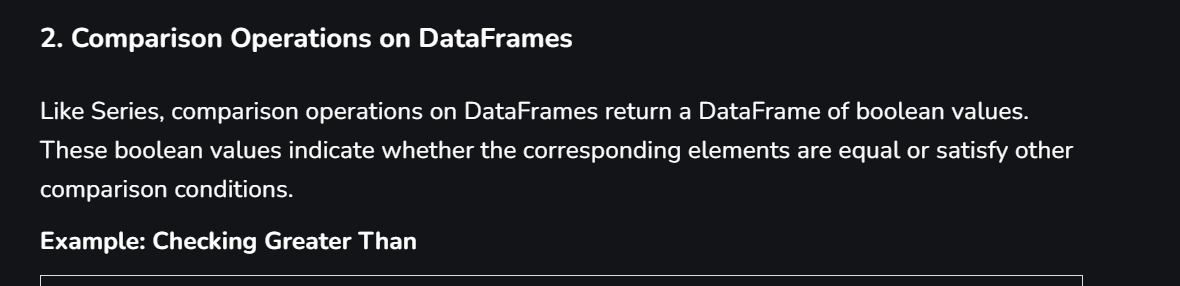 2. Comparison Operations on DataFrames
Like Series, comparison operations on DataFrames return a DataFrame of boolean values.
These boolean values indicate whether the corresponding elements are equal or satisfy other
comparison conditions.
Example: Checking Greater Than